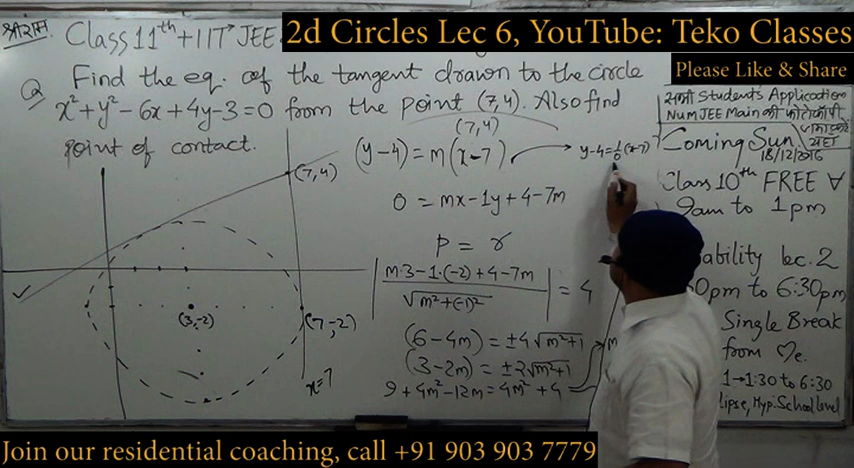 श्रीराम
Class 11th + IIT JEE
2d Circles Lec 6, YouTube: Teko Classes
Please Like & Share
Q Find the eq. of the tangent drawn to the circle
x²+y²-6x+4y-3=0 from the point (7,4). Also find
point of contact.
(7,4)
(y-4) = m(x-7)
y-4=1/0(x-7)
0 = mx-1y+4-7m
p = r
|m·3-1·(-2)+4-7m / √m²+(-1)²| = 4
(6-4m) = ±4√m²+1
(3-2m) = ±2√m²+1
9+4m²-12m = 4m²+4
m
(7,4)
(3,-2)
(7,-2)
x=7
सभी Students Application
Num JEE Main की फोटोकॉपी
Coming Sun.
18/12/2016
Class 10th FREE ∀
9am to 1pm
ability lec. 2
0pm to 6:30pm
Single Break
from Me.
1→1:30 to 6:30
lipse, Hyp. School level
Join our residential coaching, call +91 903 903 7779